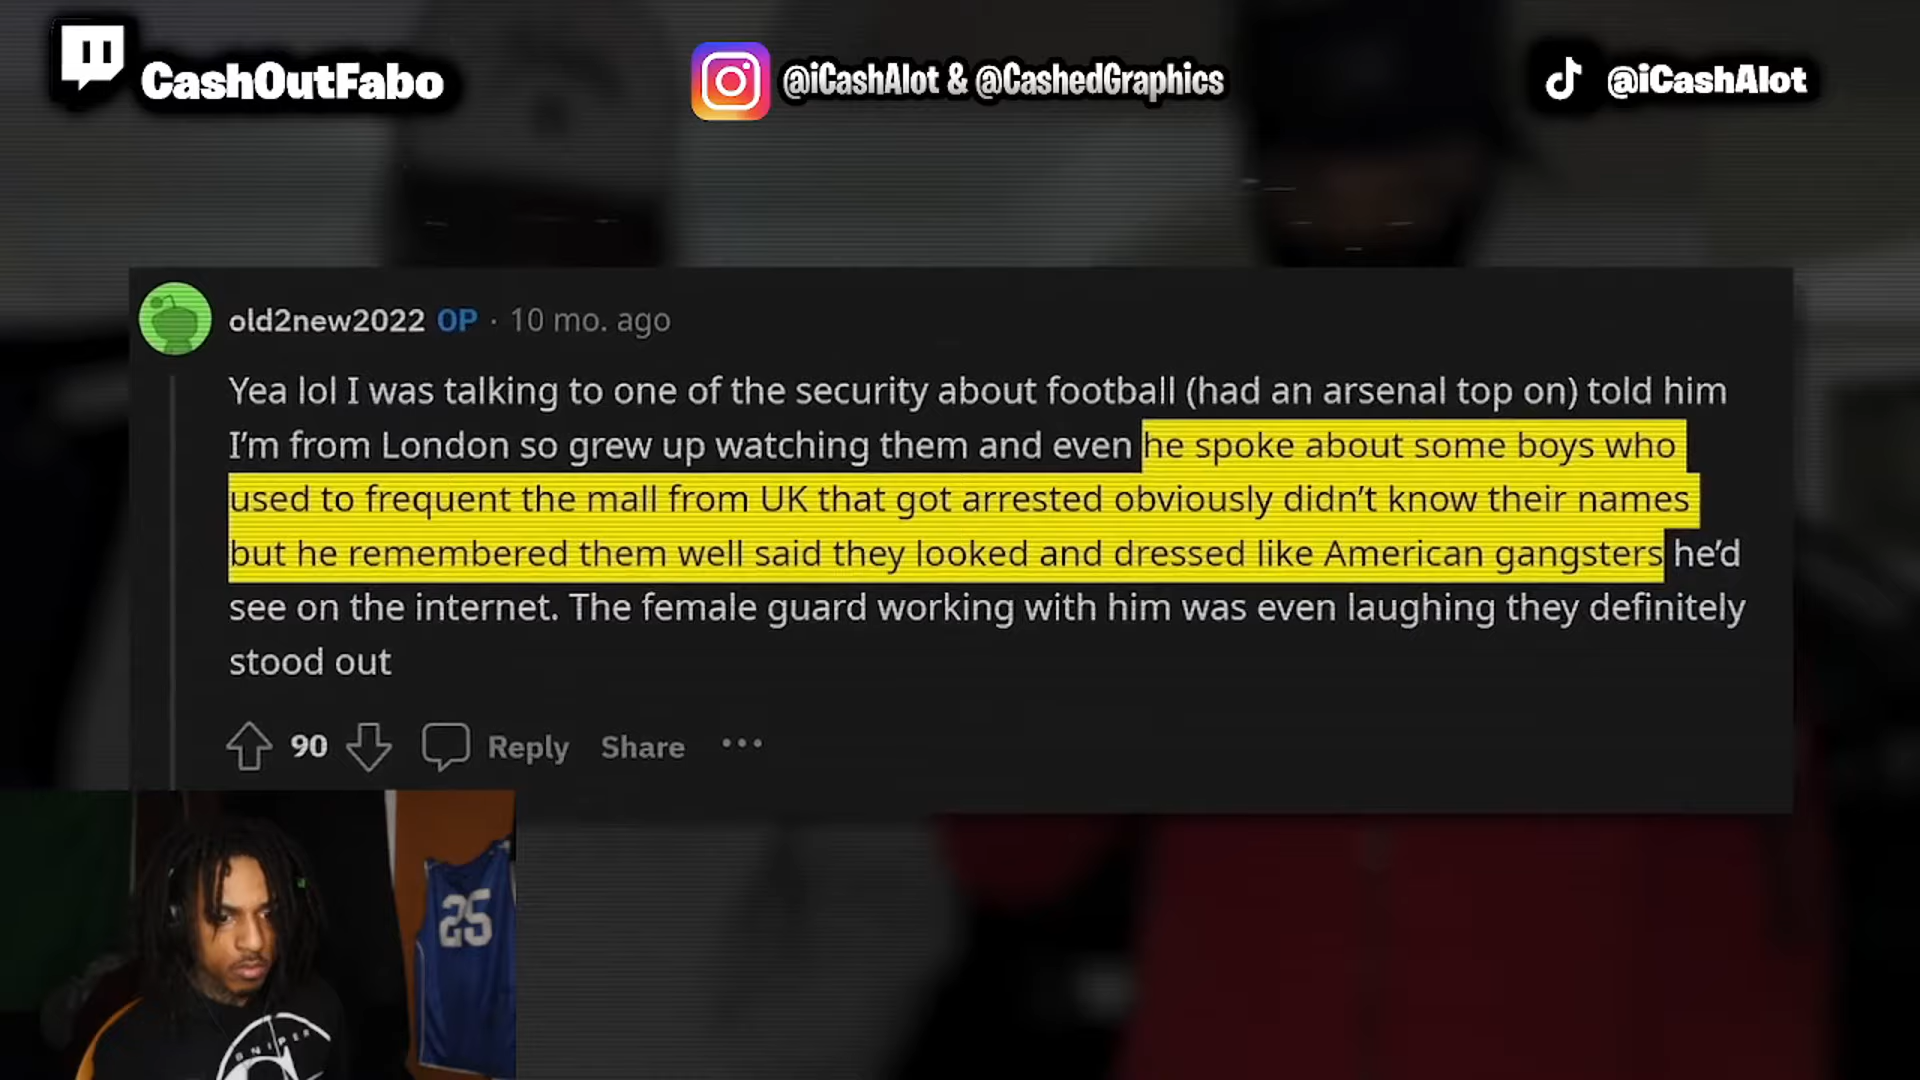 CashOutFabo
@iCashAlot & @CashedGraphics
@iCashAlot
old2new2022 OP · 10 mo. ago
Yea lol I was talking to one of the security about football (had an arsenal top on) told him
I’m from London so grew up watching them and even he spoke about some boys who
used to frequent the mall from UK that got arrested obviously didn’t know their names
but he remembered them well said they looked and dressed like American gangsters he’d
see on the internet. The female guard working with him was even laughing they definitely
stood out
90 Reply Share ···
25
SNIPER